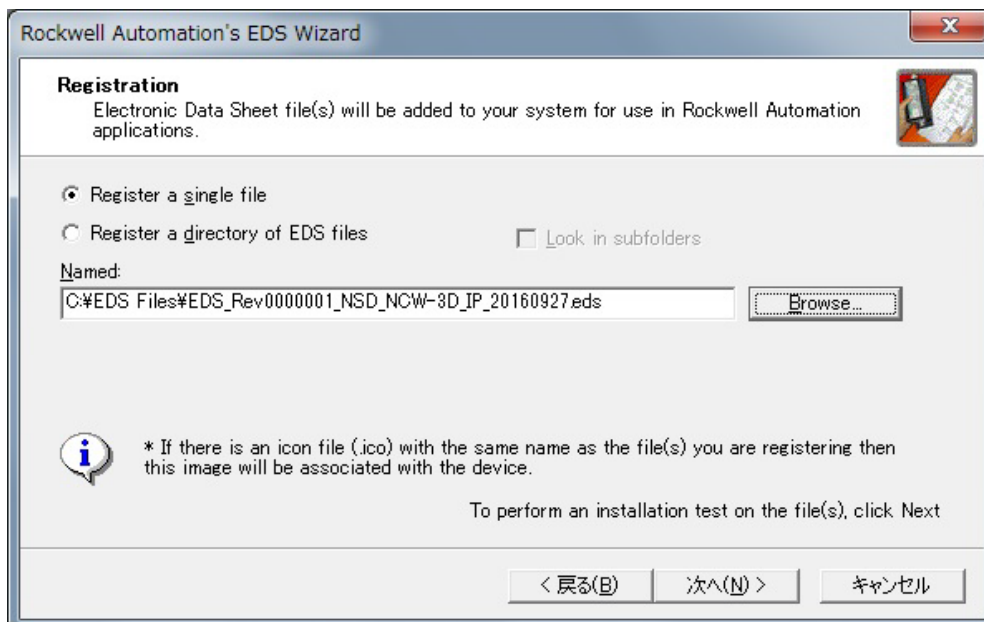 Rockwell Automation's EDS Wizard
Registration
Electronic Data Sheet file(s) will be added to your system for use in Rockwell Automation
applications.
Register a single file
Register a directory of EDS files
Look in subfolders
Named:
C:¥EDS Files¥EDS_Rev0000001_NSD_NCW-3D_IP_20160927.eds
Browse...
* If there is an icon file (.ico) with the same name as the file(s) you are registering then
this image will be associated with the device.
To perform an installation test on the file(s), click Next
< 戻る(B)
次へ(N) >
キャンセル